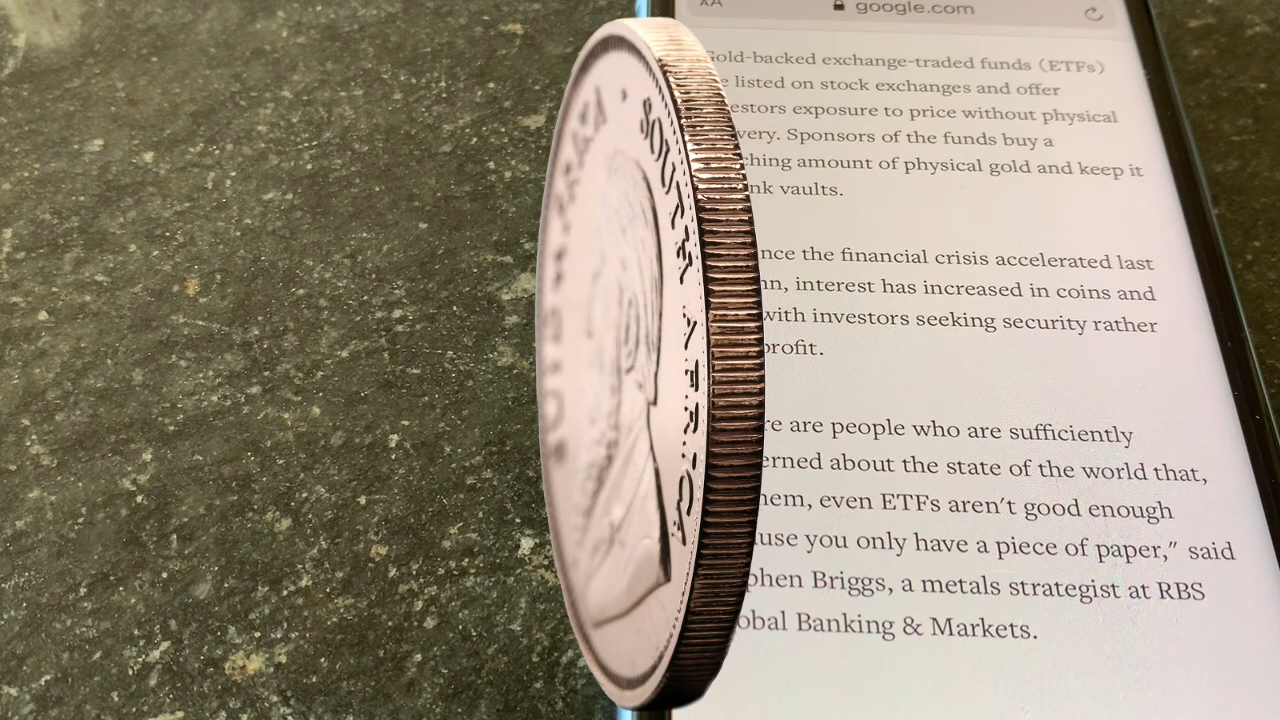 AA google.com
Gold-backed exchange-traded funds (ETFs)
e listed on stock exchanges and offer
estors exposure to price without physical
very. Sponsors of the funds buy a
ching amount of physical gold and keep it
nk vaults.
nce the financial crisis accelerated last
nn, interest has increased in coins and
with investors seeking security rather
profit.
re are people who are sufficiently
erned about the state of the world that,
hem, even ETFs aren't good enough
use you only have a piece of paper," said
phen Briggs, a metals strategist at RBS
obal Banking & Markets.
SOUTH AFRICA